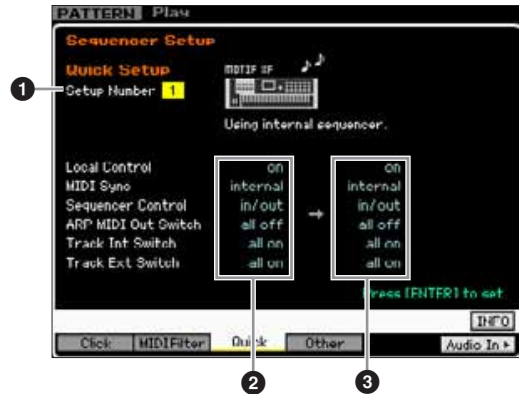 PATTERN Play
Sequencer Setup
Quick Setup
MOTIF XF
1 Setup Number 1
Using internal sequencer.
Local Control on → on
MIDI Sync internal internal
Sequencer Control in/out in/out
ARP MIDI Out Switch all off all off
Track Int Switch all on all on
Track Ext Switch all on all on
Press [ENTER] to set
INFO
Click MIDIFilter Quick Other Audio In
2 3